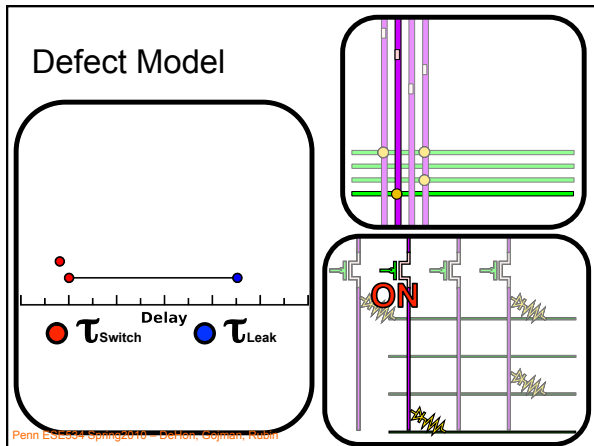 Defect Model
Delay
τSwitch
τLeak
ON
Penn ESE534 Spring2010 – DeHon, Gojman, Rubin